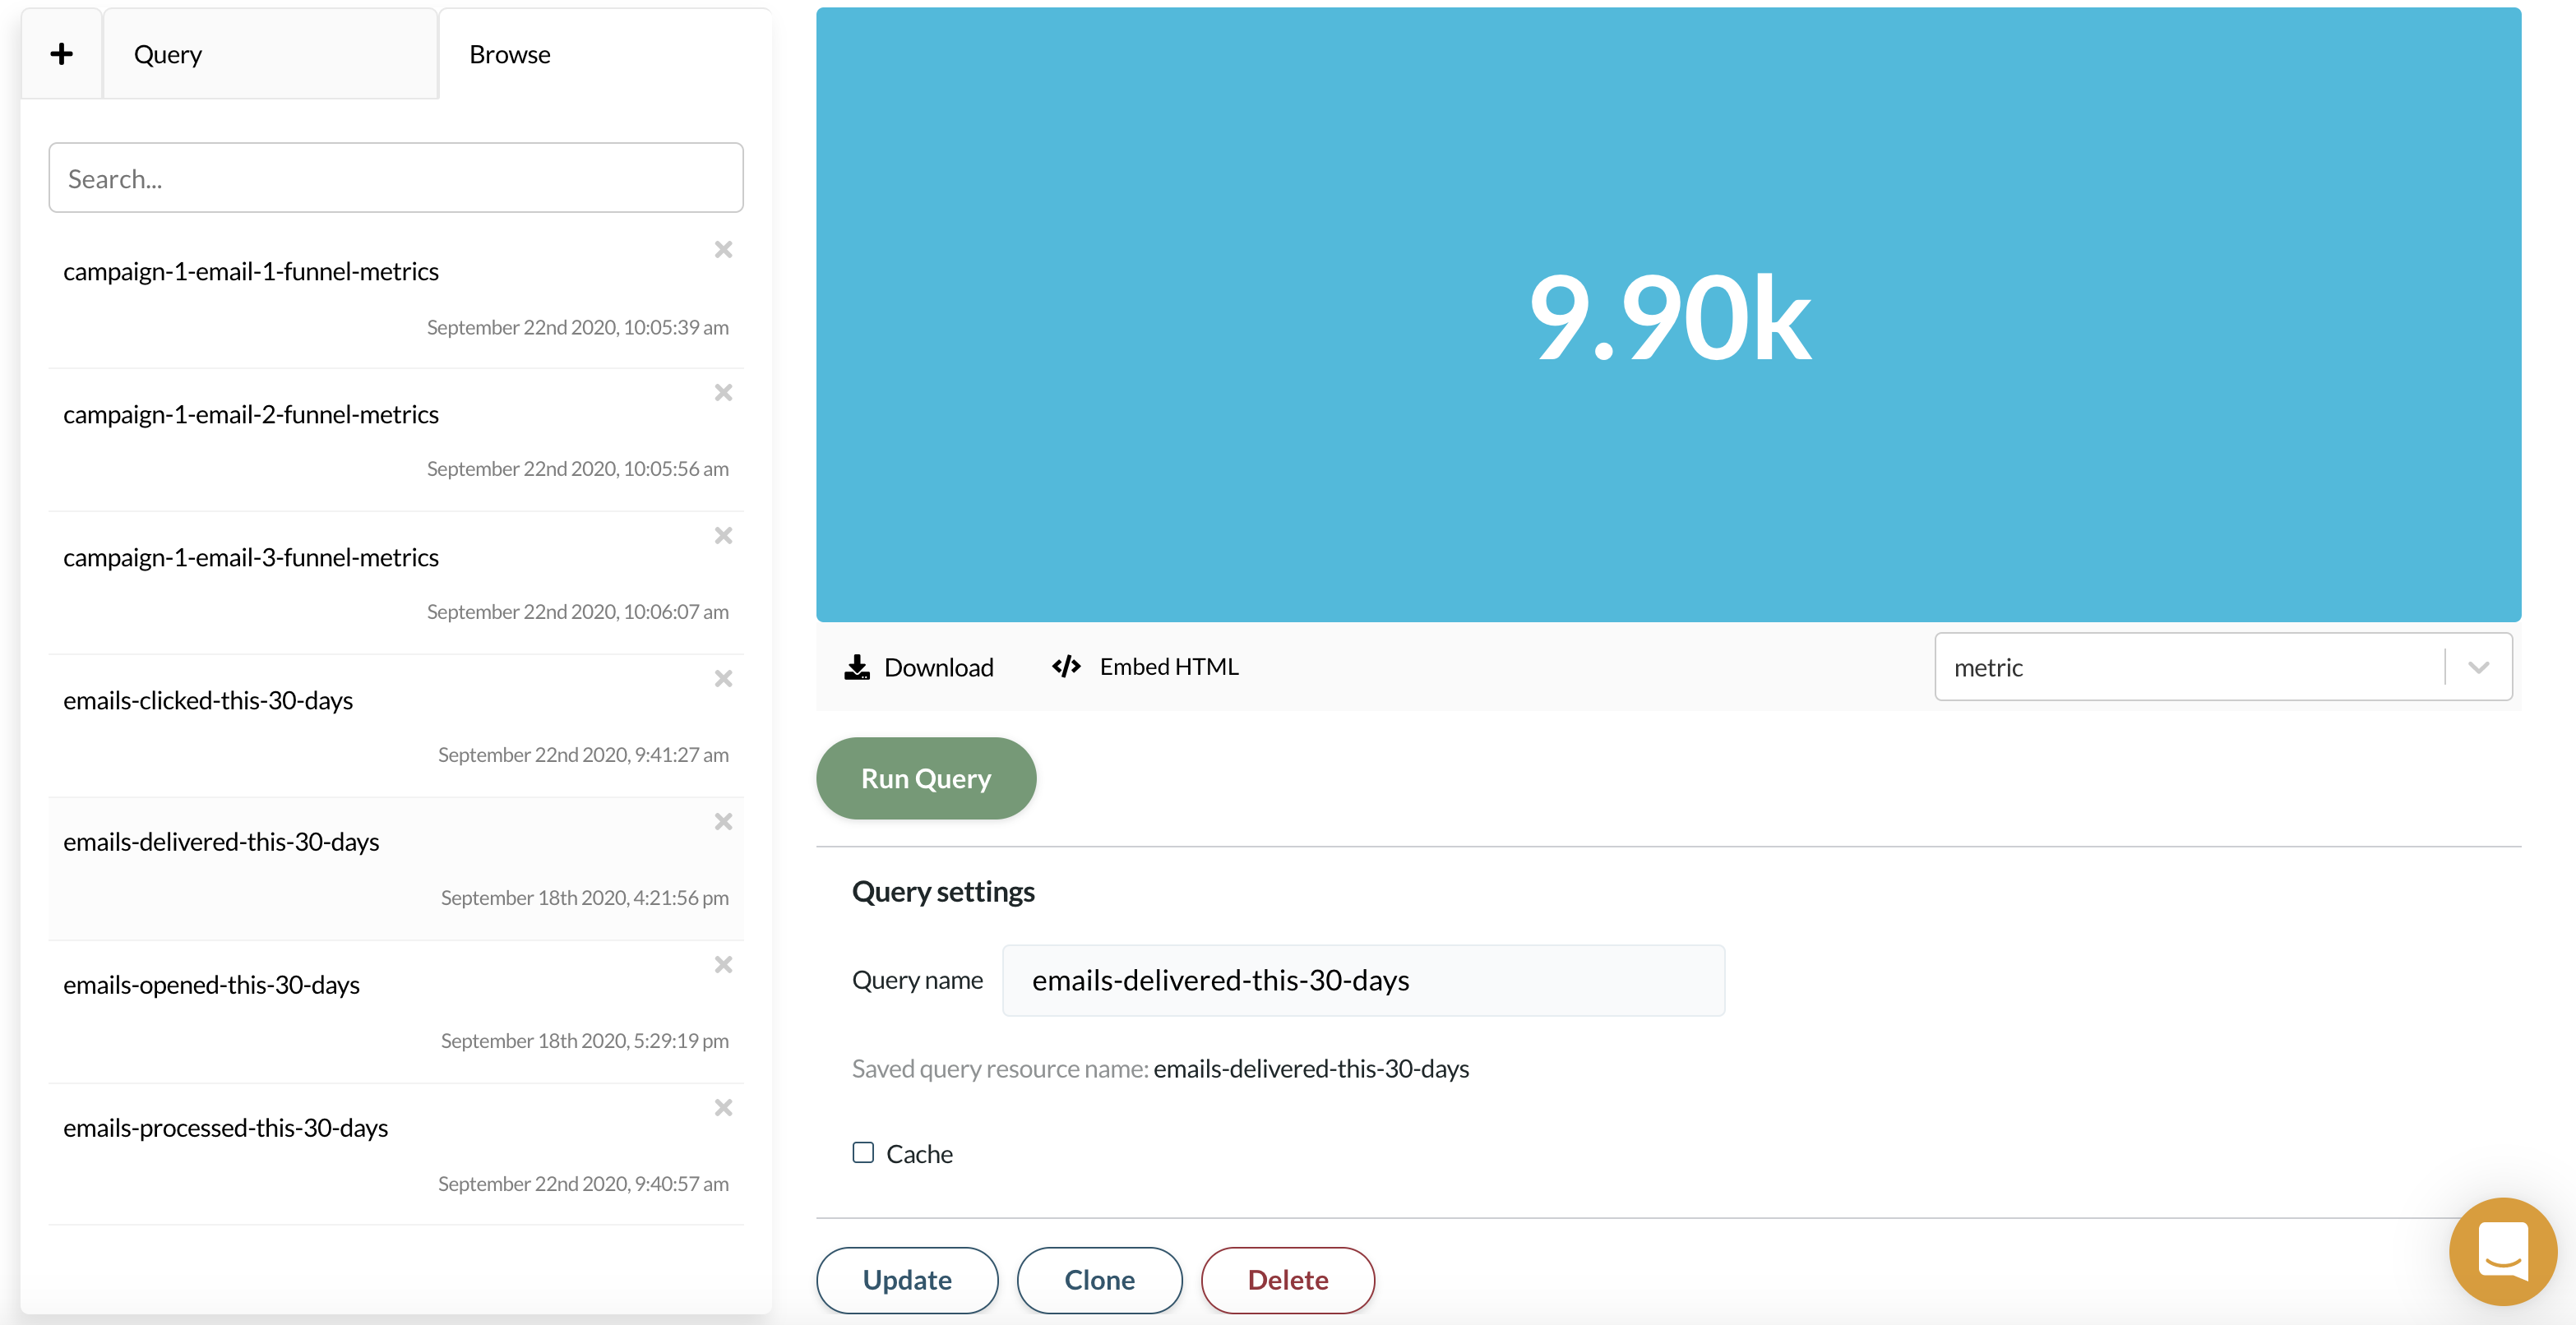 Query
Browse
Search...
campaign-1-email-1-funnel-metrics
September 22nd 2020, 10:05:39 am
campaign-1-email-2-funnel-metrics
September 22nd 2020, 10:05:56 am
campaign-1-email-3-funnel-metrics
September 22nd 2020, 10:06:07 am
emails-clicked-this-30-days
September 22nd 2020, 9:41:27 am
emails-delivered-this-30-days
September 18th 2020, 4:21:56 pm
emails-opened-this-30-days
September 18th 2020, 5:29:19 pm
emails-processed-this-30-days
September 22nd 2020, 9:40:57 am
9.90k
Download
Embed HTML
metric
Run Query
Query settings
Query name
emails-delivered-this-30-days
Saved query resource name: emails-delivered-this-30-days
Cache
Update
Clone
Delete